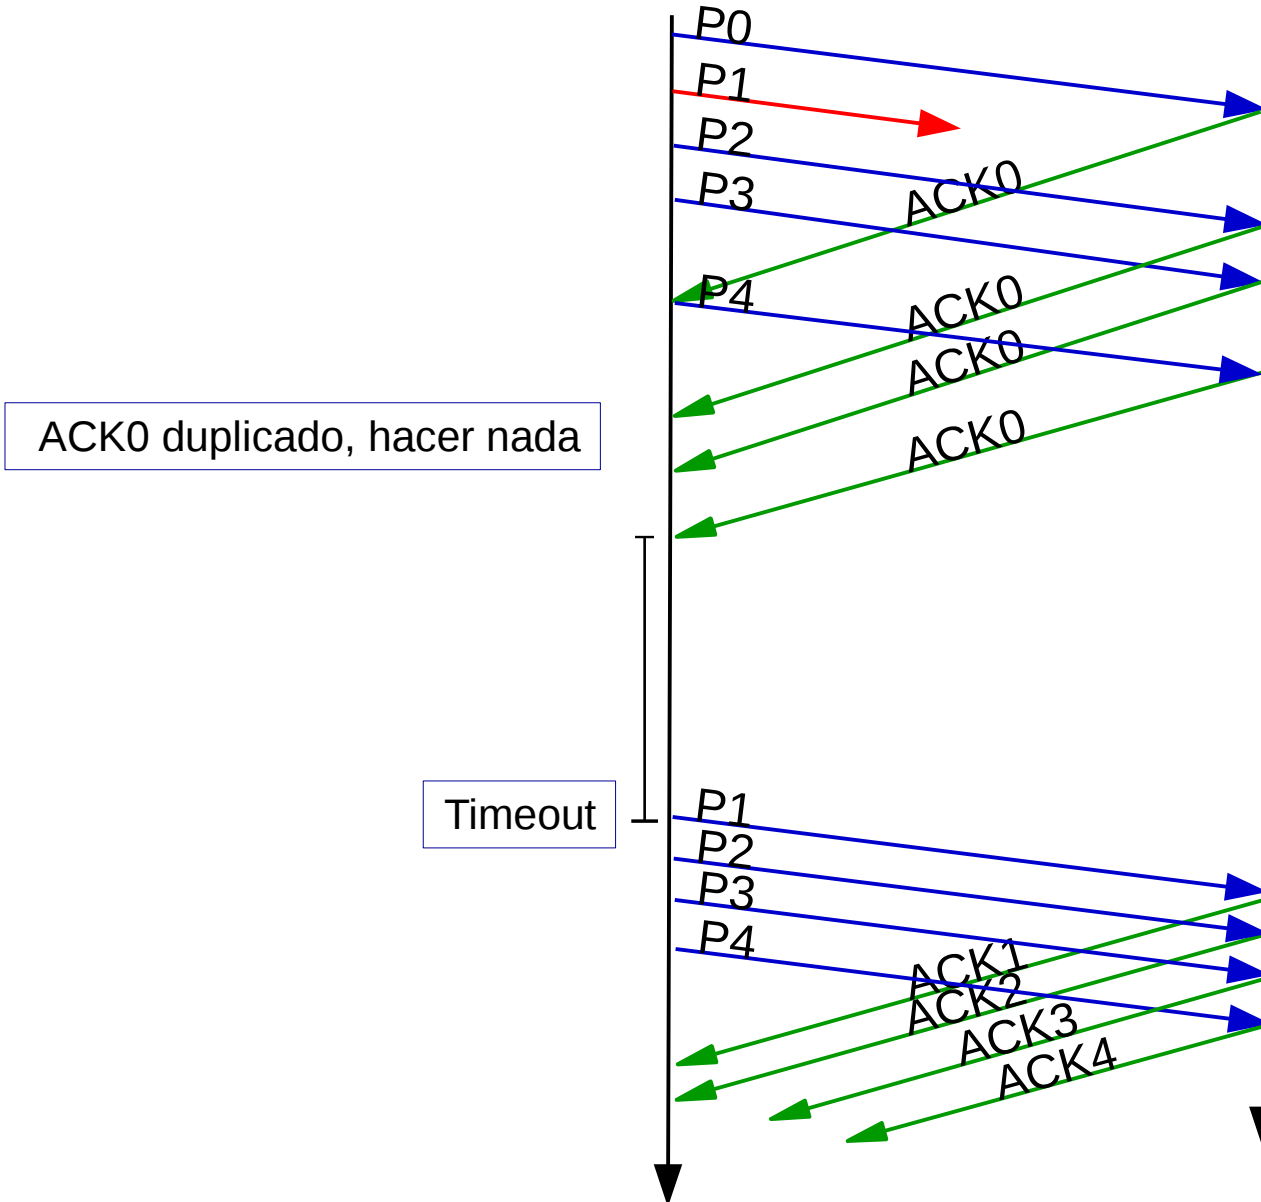 P0
P1
P2
ACK0
P3
P4
ACK0
ACK0
ACK0 duplicado, hacer nada
ACK0
Timeout
P1
P2
P3
P4
ACK1
ACK2
ACK3
ACK4